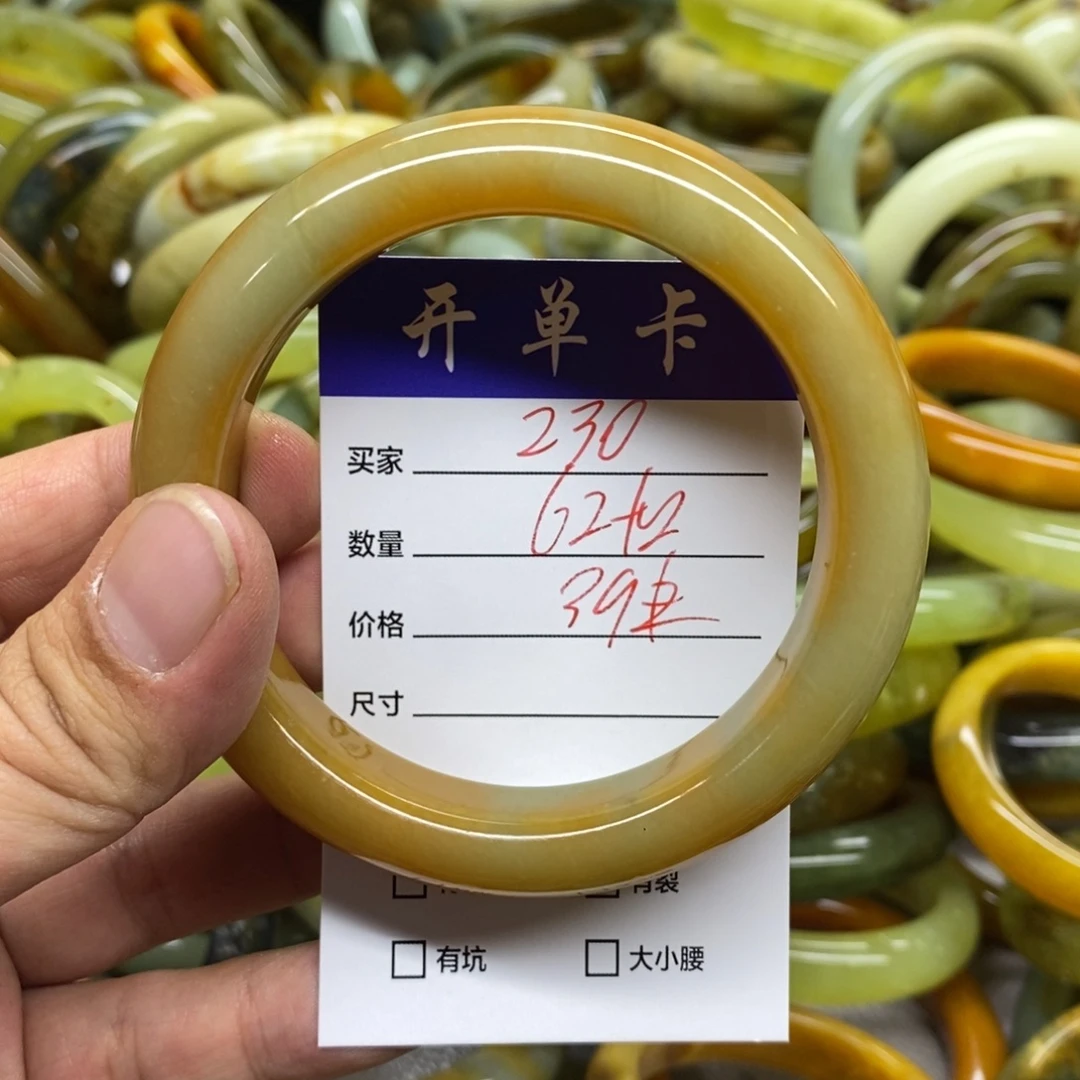 开单卡
买家 230
数量 62
价格 39
尺寸
有裂
有坑 大小腰